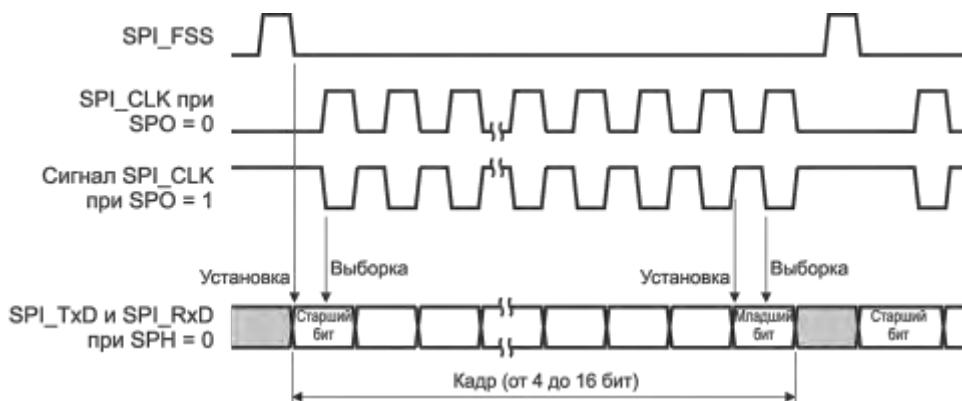 SPI_FSS
SPI_CLK при
SPO = 0
Сигнал SPI_CLK
при SPO = 1
Установка
Выборка
Установка
Выборка
SPI_TxD и SPI_RxD
при SPH = 0
Старший
бит
Младший
бит
Старший
бит
Кадр (от 4 до 16 бит)